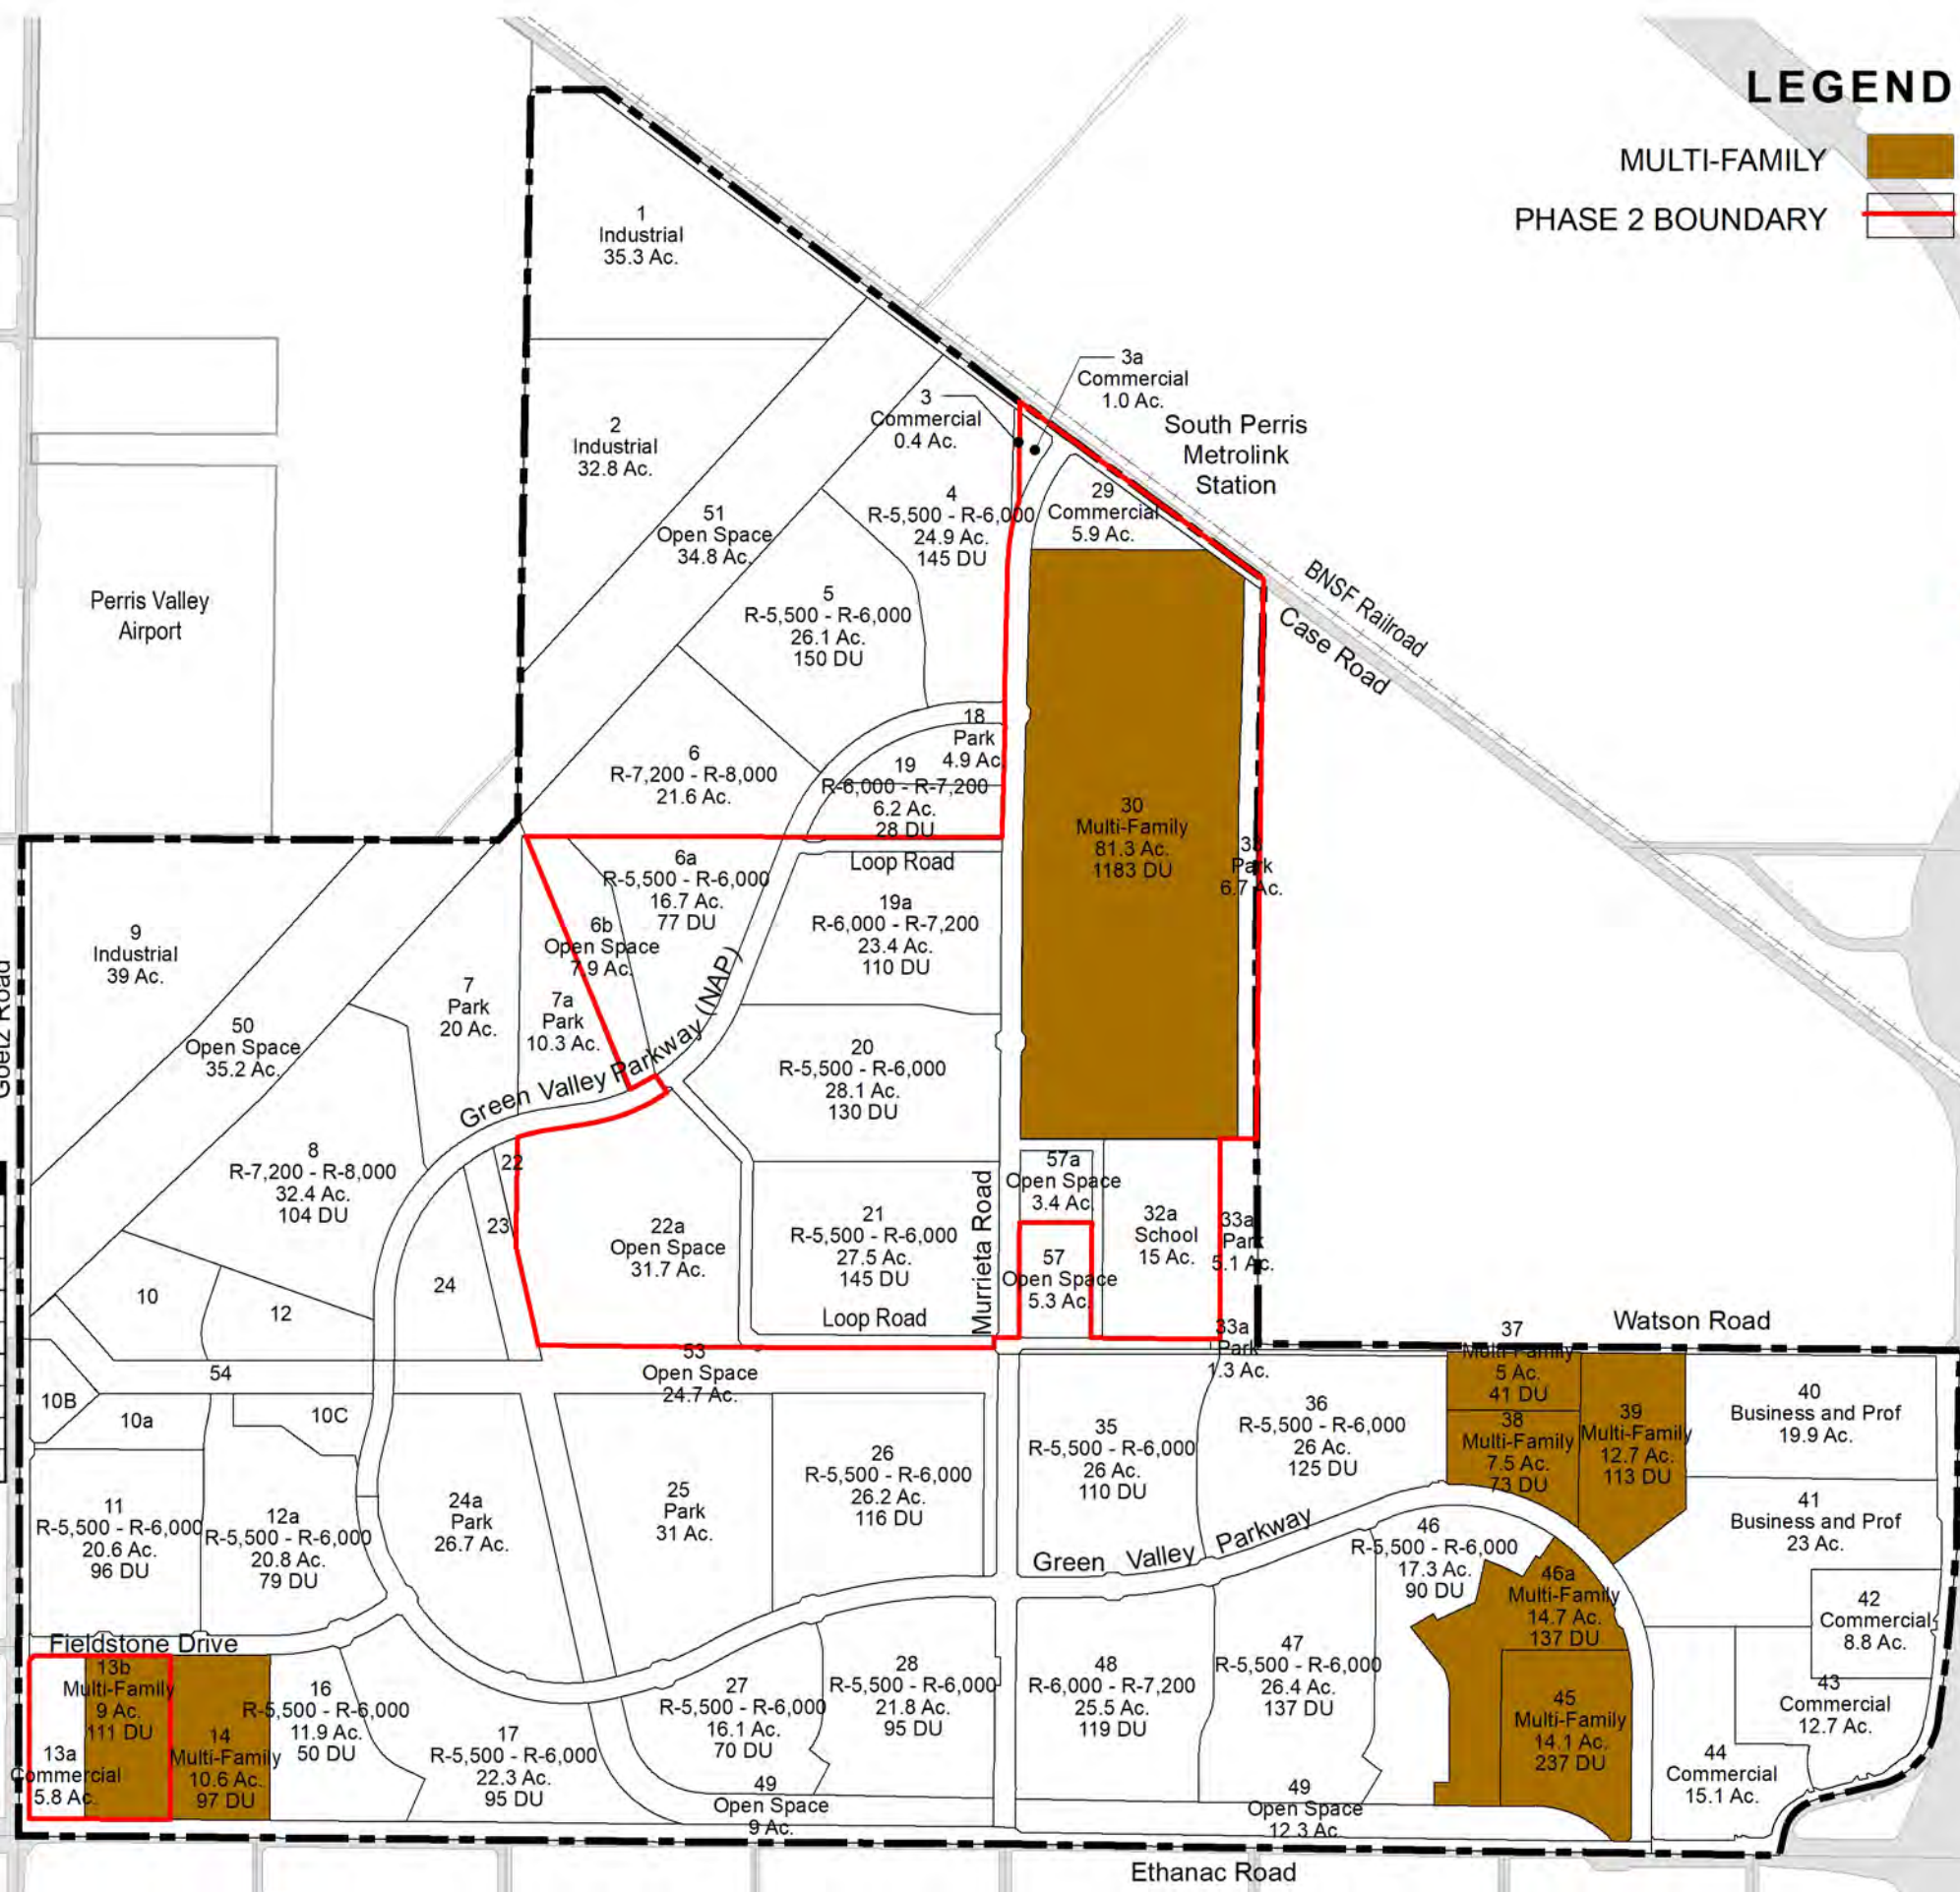 LEGEND
MULTI-FAMILY
PHASE 2 BOUNDARY
1
Industrial
35.3 Ac.
3a
Commercial
1.0 Ac.
3
Commercial
0.4 Ac.
South Perris
Metrolink
Station
2
Industrial
32.8 Ac.
51
Open Space
34.8 Ac.
4
R-5,500 - R-6,000
24.9 Ac.
145 DU
29
Commercial
5.9 Ac.
BNSF Railroad
Case Road
Perris Valley
Airport
5
R-5,500 - R-6,000
26.1 Ac.
150 DU
18
Park
4.9 Ac.
6
R-7,200 - R-8,000
21.6 Ac.
19
R-6,000 - R-7,200
6.2 Ac.
28 DU
30
Multi-Family
81.3 Ac.
1183 DU
Park
6.7 Ac.
Loop Road
6a
R-5,500 - R-6,000
16.7 Ac.
77 DU
19a
R-6,000 - R-7,200
23.4 Ac.
110 DU
6b
Open Space
7.9 Ac.
9
Industrial
39 Ac.
Goetz Road
7
Park
20 Ac.
7a
Park
10.3 Ac.
Green Valley Parkway (NAP)
50
Open Space
35.2 Ac.
20
R-5,500 - R-6,000
28.1 Ac.
130 DU
8
R-7,200 - R-8,000
32.4 Ac.
104 DU
22
23
24
22a
Open Space
31.7 Ac.
21
R-5,500 - R-6,000
27.5 Ac.
145 DU
Loop Road
Murrieta Road
57a
Open Space
3.4 Ac.
57
Open Space
5.3 Ac.
32a
School
15 Ac.
33a
Park
5.1 Ac.
33a
Park
1.3 Ac.
Watson Road
10
12
54
53
Open Space
24.7 Ac.
10B
10a
10C
37
Multi-Family
5 Ac.
41 DU
38
Multi-Family
7.5 Ac.
73 DU
39
Multi-Family
12.7 Ac.
113 DU
40
Business and Prof
19.9 Ac.
35
R-5,500 - R-6,000
26 Ac.
110 DU
36
R-5,500 - R-6,000
26 Ac.
125 DU
26
R-5,500 - R-6,000
26.2 Ac.
116 DU
25
Park
31 Ac.
24a
Park
26.7 Ac.
11
R-5,500 - R-6,000
20.6 Ac.
96 DU
12a
R-5,500 - R-6,000
20.8 Ac.
79 DU
41
Business and Prof
23 Ac.
Green Valley Parkway
46
R-5,500 - R-6,000
17.3 Ac.
90 DU
46a
Multi-Family
14.7 Ac.
137 DU
42
Commercial
8.8 Ac.
Fieldstone Drive
13b
Multi-Family
9 Ac.
111 DU
13a
Commercial
5.8 Ac.
14
Multi-Family
10.6 Ac.
97 DU
16
R-5,500 - R-6,000
11.9 Ac.
50 DU
17
R-5,500 - R-6,000
22.3 Ac.
95 DU
27
R-5,500 - R-6,000
16.1 Ac.
70 DU
28
R-5,500 - R-6,000
21.8 Ac.
95 DU
48
R-6,000 - R-7,200
25.5 Ac.
119 DU
47
R-5,500 - R-6,000
26.4 Ac.
137 DU
45
Multi-Family
14.1 Ac.
237 DU
43
Commercial
12.7 Ac.
44
Commercial
15.1 Ac.
49
Open Space
9 Ac.
49
Open Space
12.3 Ac.
Ethanac Road